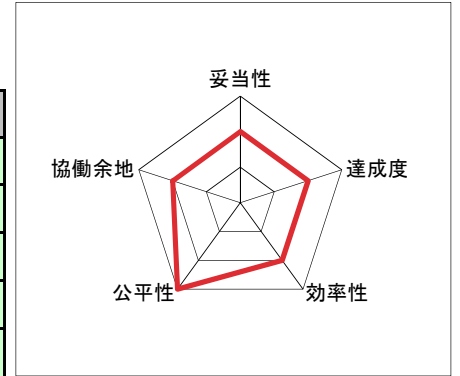 妥当性
協働余地
達成度
公平性
効率性